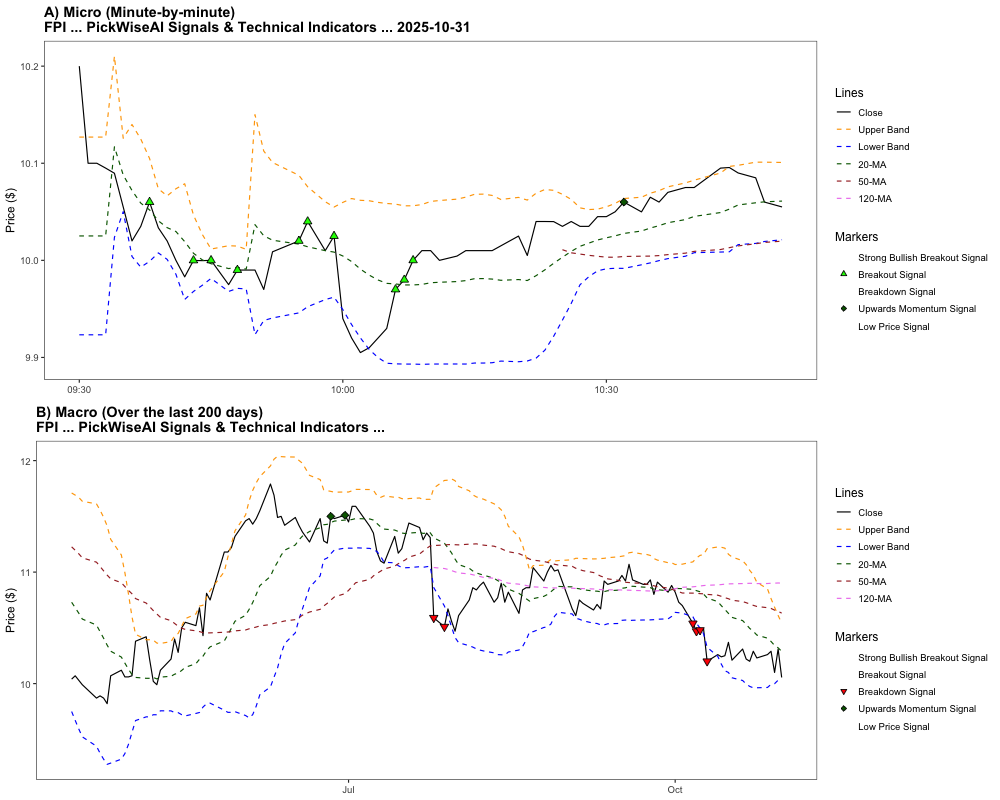 A) Micro (Minute-by-minute)
FPI ... PickWiseAI Signals & Technical Indicators ... 2025-10-31
Price ($)
10.2
10.1
10.0
9.9
09:30
10:00
10:30
Lines
Close
Upper Band
Lower Band
20-MA
50-MA
120-MA
Markers
Strong Bullish Breakout Signal
Breakout Signal
Breakdown Signal
Upwards Momentum Signal
Low Price Signal
B) Macro (Over the last 200 days)
FPI ... PickWiseAI Signals & Technical Indicators ...
Price ($)
12
11
10
Jul
Oct
Lines
Close
Upper Band
Lower Band
20-MA
50-MA
120-MA
Markers
Strong Bullish Breakout Signal
Breakout Signal
Breakdown Signal
Upwards Momentum Signal
Low Price Signal